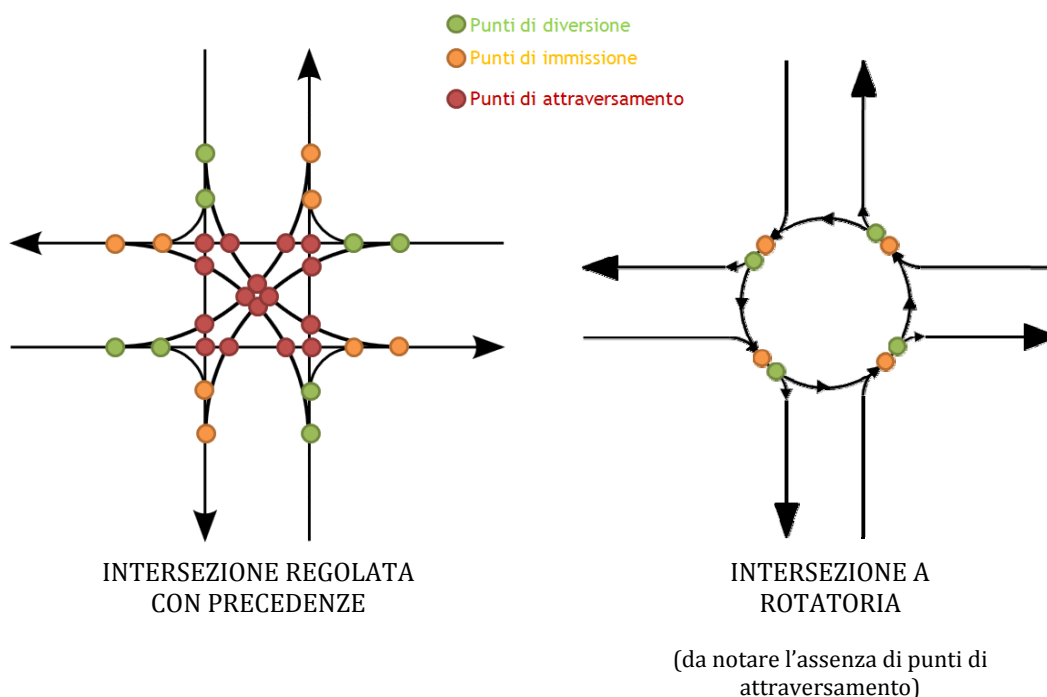 Punti di diversione
Punti di immissione
Punti di attraversamento
INTERSEZIONE REGOLATA
CON PRECEDENZE
INTERSEZIONE A
ROTATORIA
(da notare l’assenza di punti di
attraversamento)